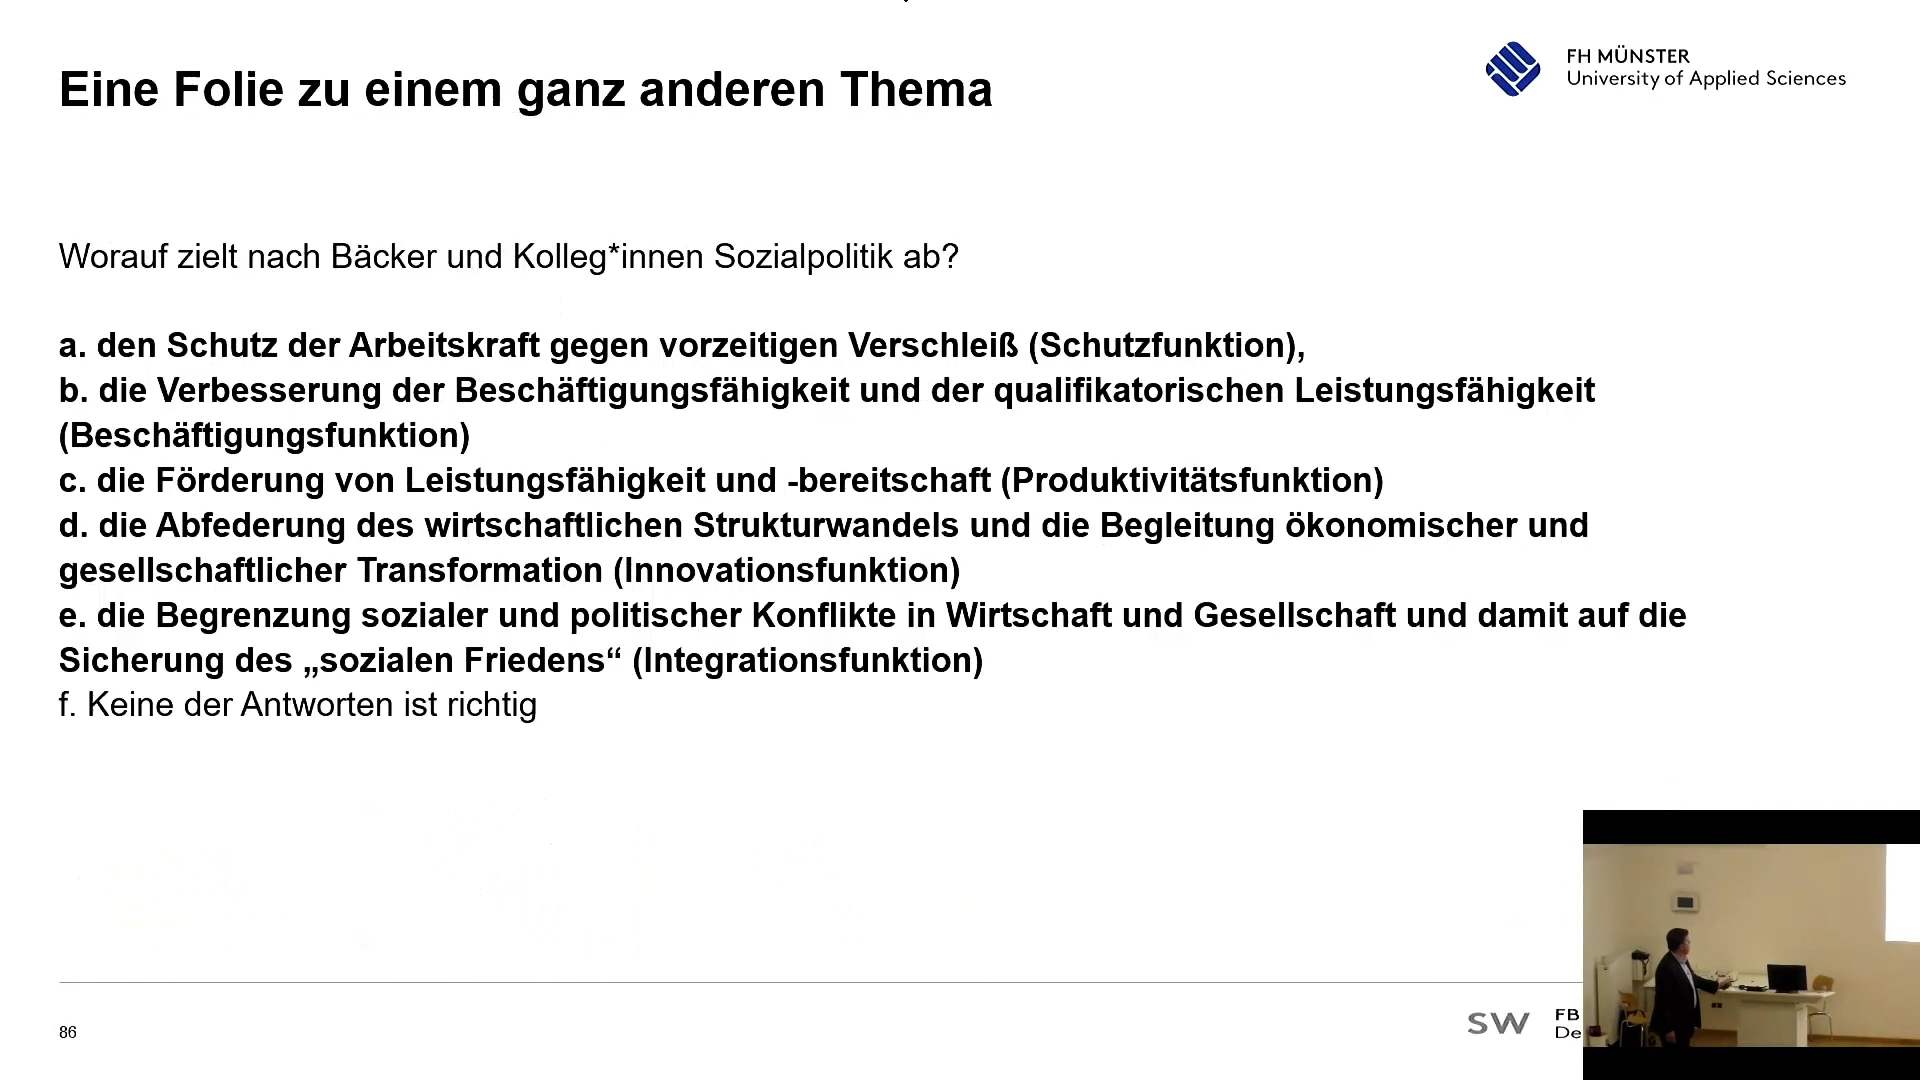 Eine Folie zu einem ganz anderen Thema
FH MÜNSTER
University of Applied Sciences
Worauf zielt nach Bäcker und Kolleg*innen Sozialpolitik ab?
a. den Schutz der Arbeitskraft gegen vorzeitigen Verschleiß (Schutzfunktion),
b. die Verbesserung der Beschäftigungsfähigkeit und der qualifikatorischen Leistungsfähigkeit
(Beschäftigungsfunktion)
c. die Förderung von Leistungsfähigkeit und -bereitschaft (Produktivitätsfunktion)
d. die Abfederung des wirtschaftlichen Strukturwandels und die Begleitung ökonomischer und
gesellschaftlicher Transformation (Innovationsfunktion)
e. die Begrenzung sozialer und politischer Konflikte in Wirtschaft und Gesellschaft und damit auf die
Sicherung des „sozialen Friedens“ (Integrationsfunktion)
f. Keine der Antworten ist richtig
86
SW
FB
De